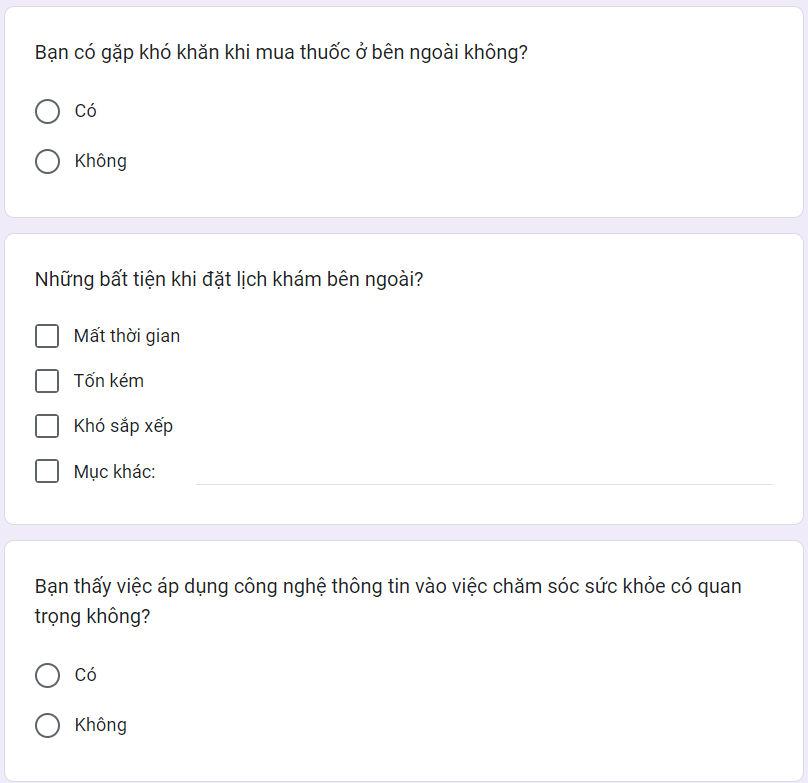 Bạn có gặp khó khăn khi mua thuốc ở bên ngoài không?
Có
Không
Những bất tiện khi đặt lịch khám bên ngoài?
Mất thời gian
Tốn kém
Khó sắp xếp
Mục khác:
Bạn thấy việc áp dụng công nghệ thông tin vào việc chăm sóc sức khỏe có quan
trọng không?
Có
Không